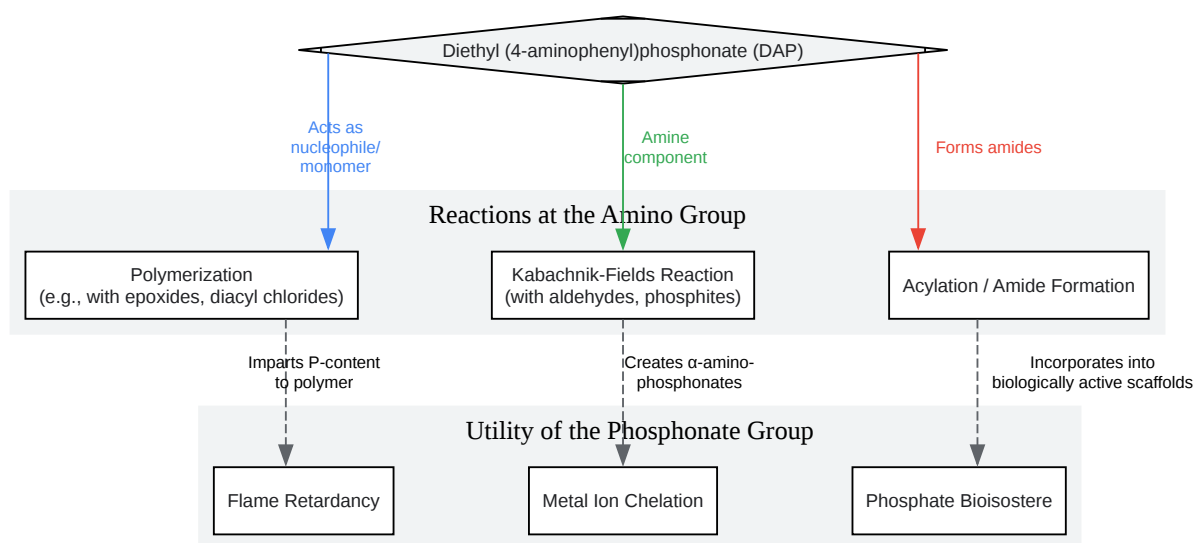 Diethyl (4-aminophenyl)phosphonate (DAP)
Acts as
nucleophile/
monomer
Amine
component
Forms amides
Reactions at the Amino Group
Polymerization
(e.g., with epoxides, diacyl chlorides)
Kabachnik-Fields Reaction
(with aldehydes, phosphites)
Acylation / Amide Formation
Imparts P-content
to polymer
Creates α-amino-
phosphonates
Incorporates into
biologically active scaffolds
Utility of the Phosphonate Group
Flame Retardancy
Metal Ion Chelation
Phosphate Bioisostere